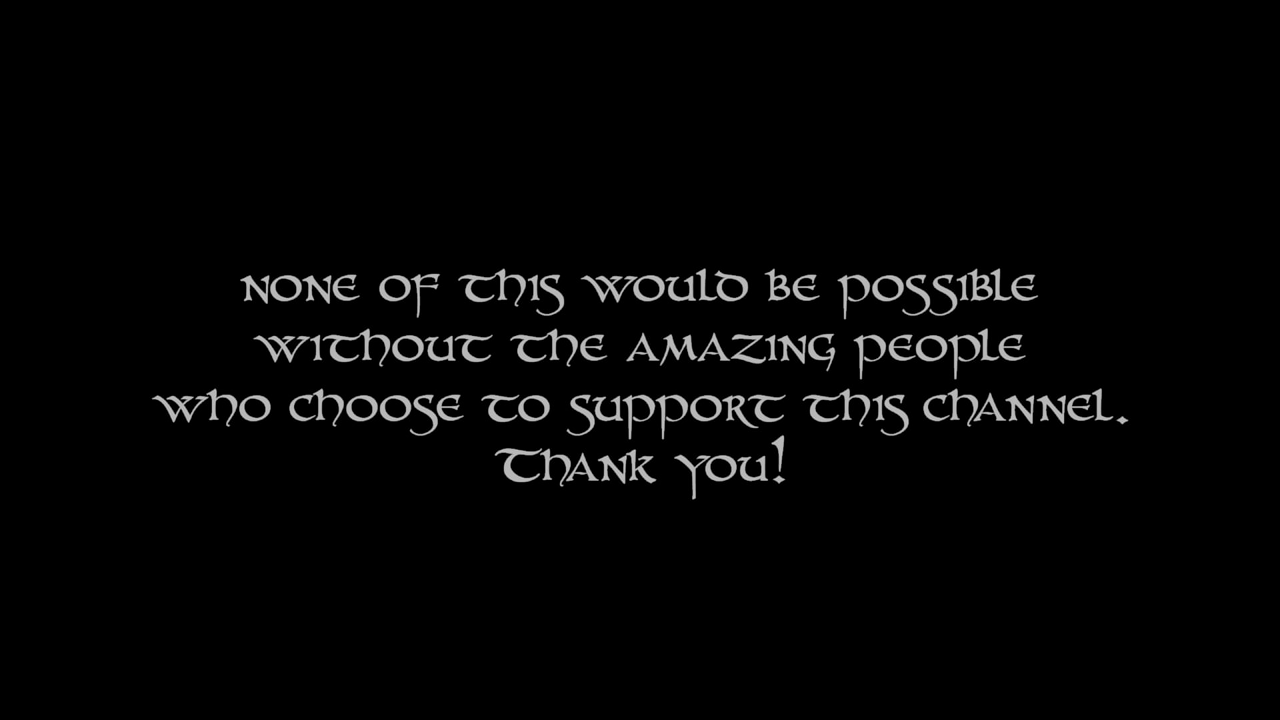 None of this would be possible
without the amazing people
who choose to support this channel.
Thank you!